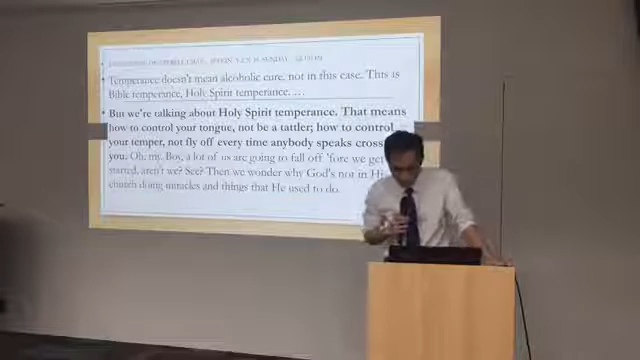 • Temperance doesn't mean alcoholic cure, not in this case. This is
Bible temperance, Holy Spirit temperance. …
• But we're talking about Holy Spirit temperance. That means
how to control your tongue, not be a tattler; how to control
your temper, not fly off every time anybody speaks cross
you. Oh, my. Boy, a lot of us are going to fall off 'fore we get
started, aren't we? See? Then we wonder why God's not in Hi
church doing miracles and things that He used to do.